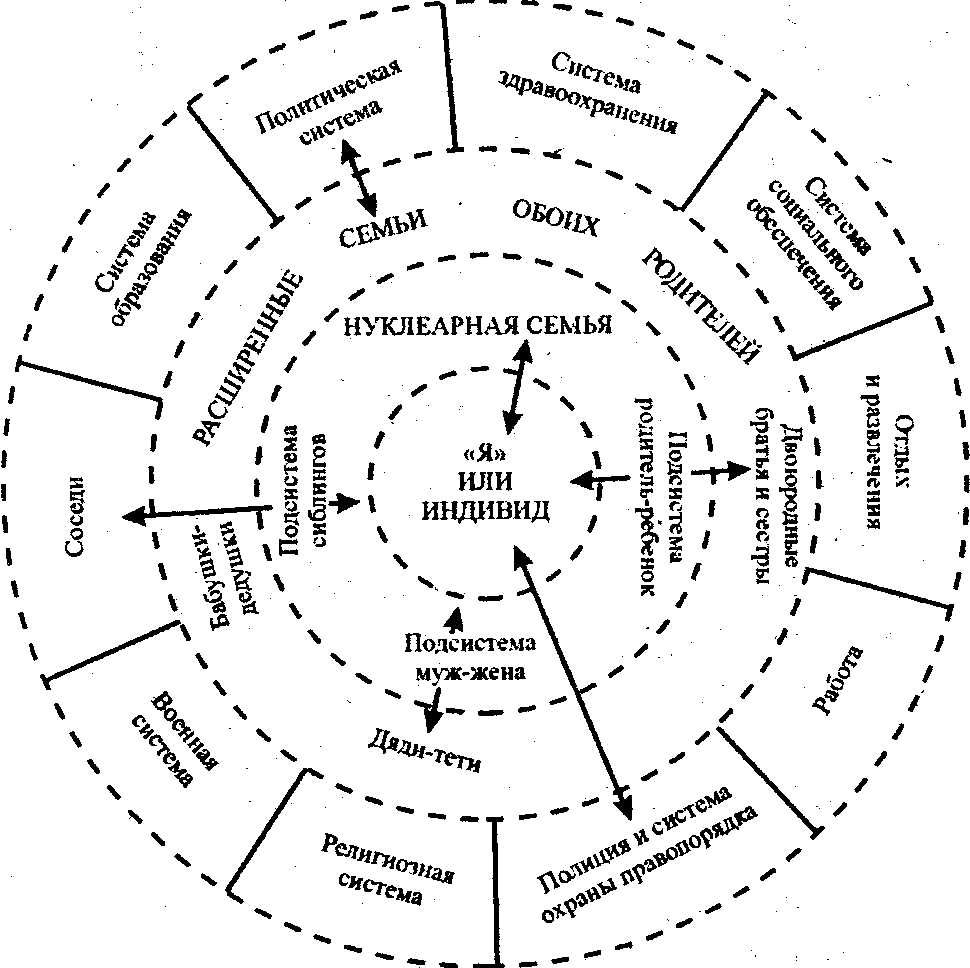 Политическая
система
Система
здравоохранения
Система
социального
обеспечения
Система
образования
РАСШИРЕННЫЕ
СЕМЬИ
ОБОИХ
РОДИТЕЛЕЙ
НУКЛЕАРНАЯ СЕМЬЯ
«Я»
ИЛИ
ИНДИВИД
Подсистема
сиблингов
Подсистема
родитель-ребенок
Двоюродные
братья и сестры
Отдых
и развлечения
Соседи
Бабушки-
дедушки
Подсистема
муж-жена
Дяди-тети
Работа
Военная
система
Религиозная
система
Полиция и система
охраны правопорядка